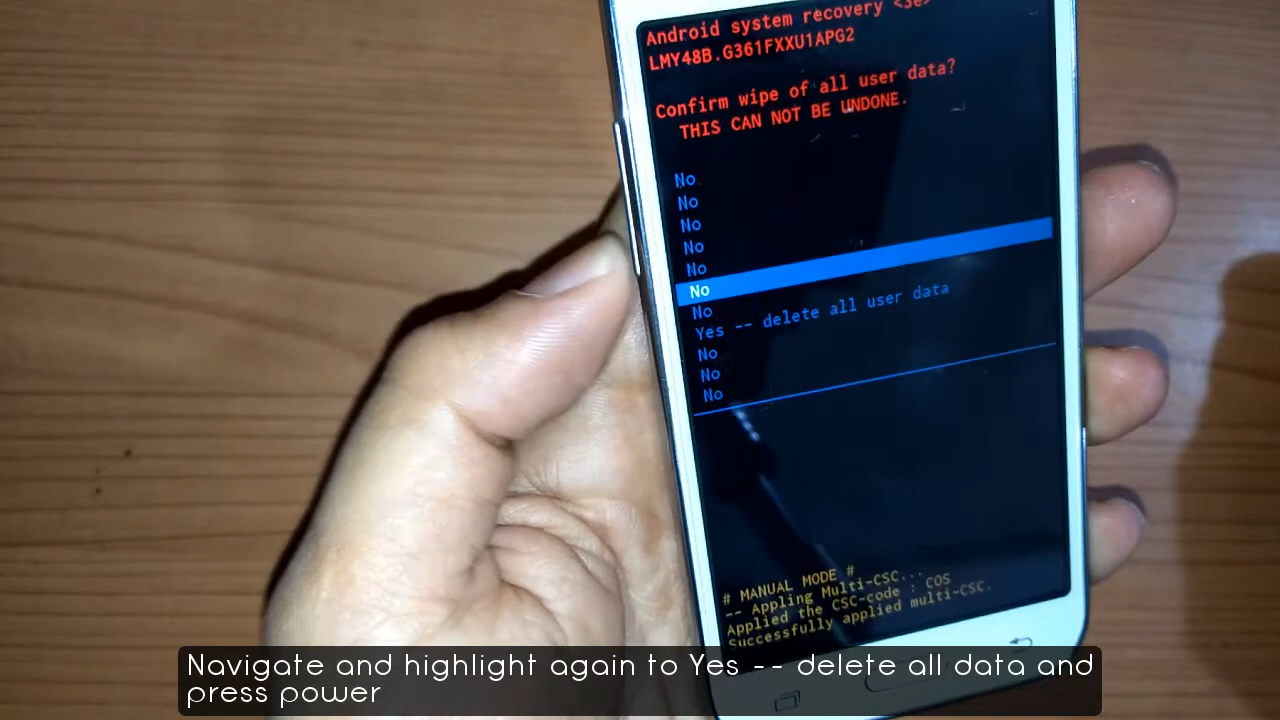 Android system recovery <3e>
LMY48B.G361FXXU1APG2
Confirm wipe of all user data?
THIS CAN NOT BE UNDONE.
No
No
No
No
No
No
No
Yes -- delete all user data
No
No
No
# MANUAL MODE #
-- Appling Multi-CSC...
Applied the CSC-code : COS
Successfully applied multi-CSC.
Navigate and highlight again to Yes -- delete all data and
press power